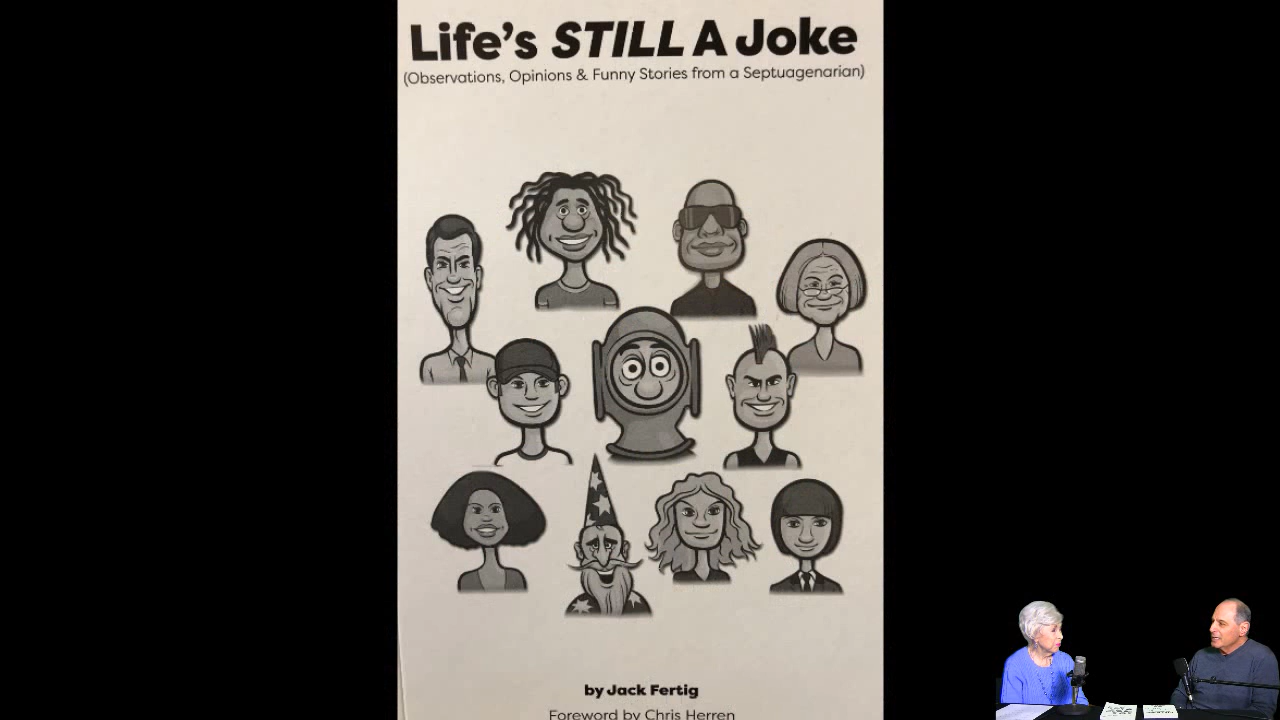 Life's STILL A Joke
(Observations, Opinions & Funny Stories from a Septuagenarian)
by Jack Fertig
Foreword by Chris Herren